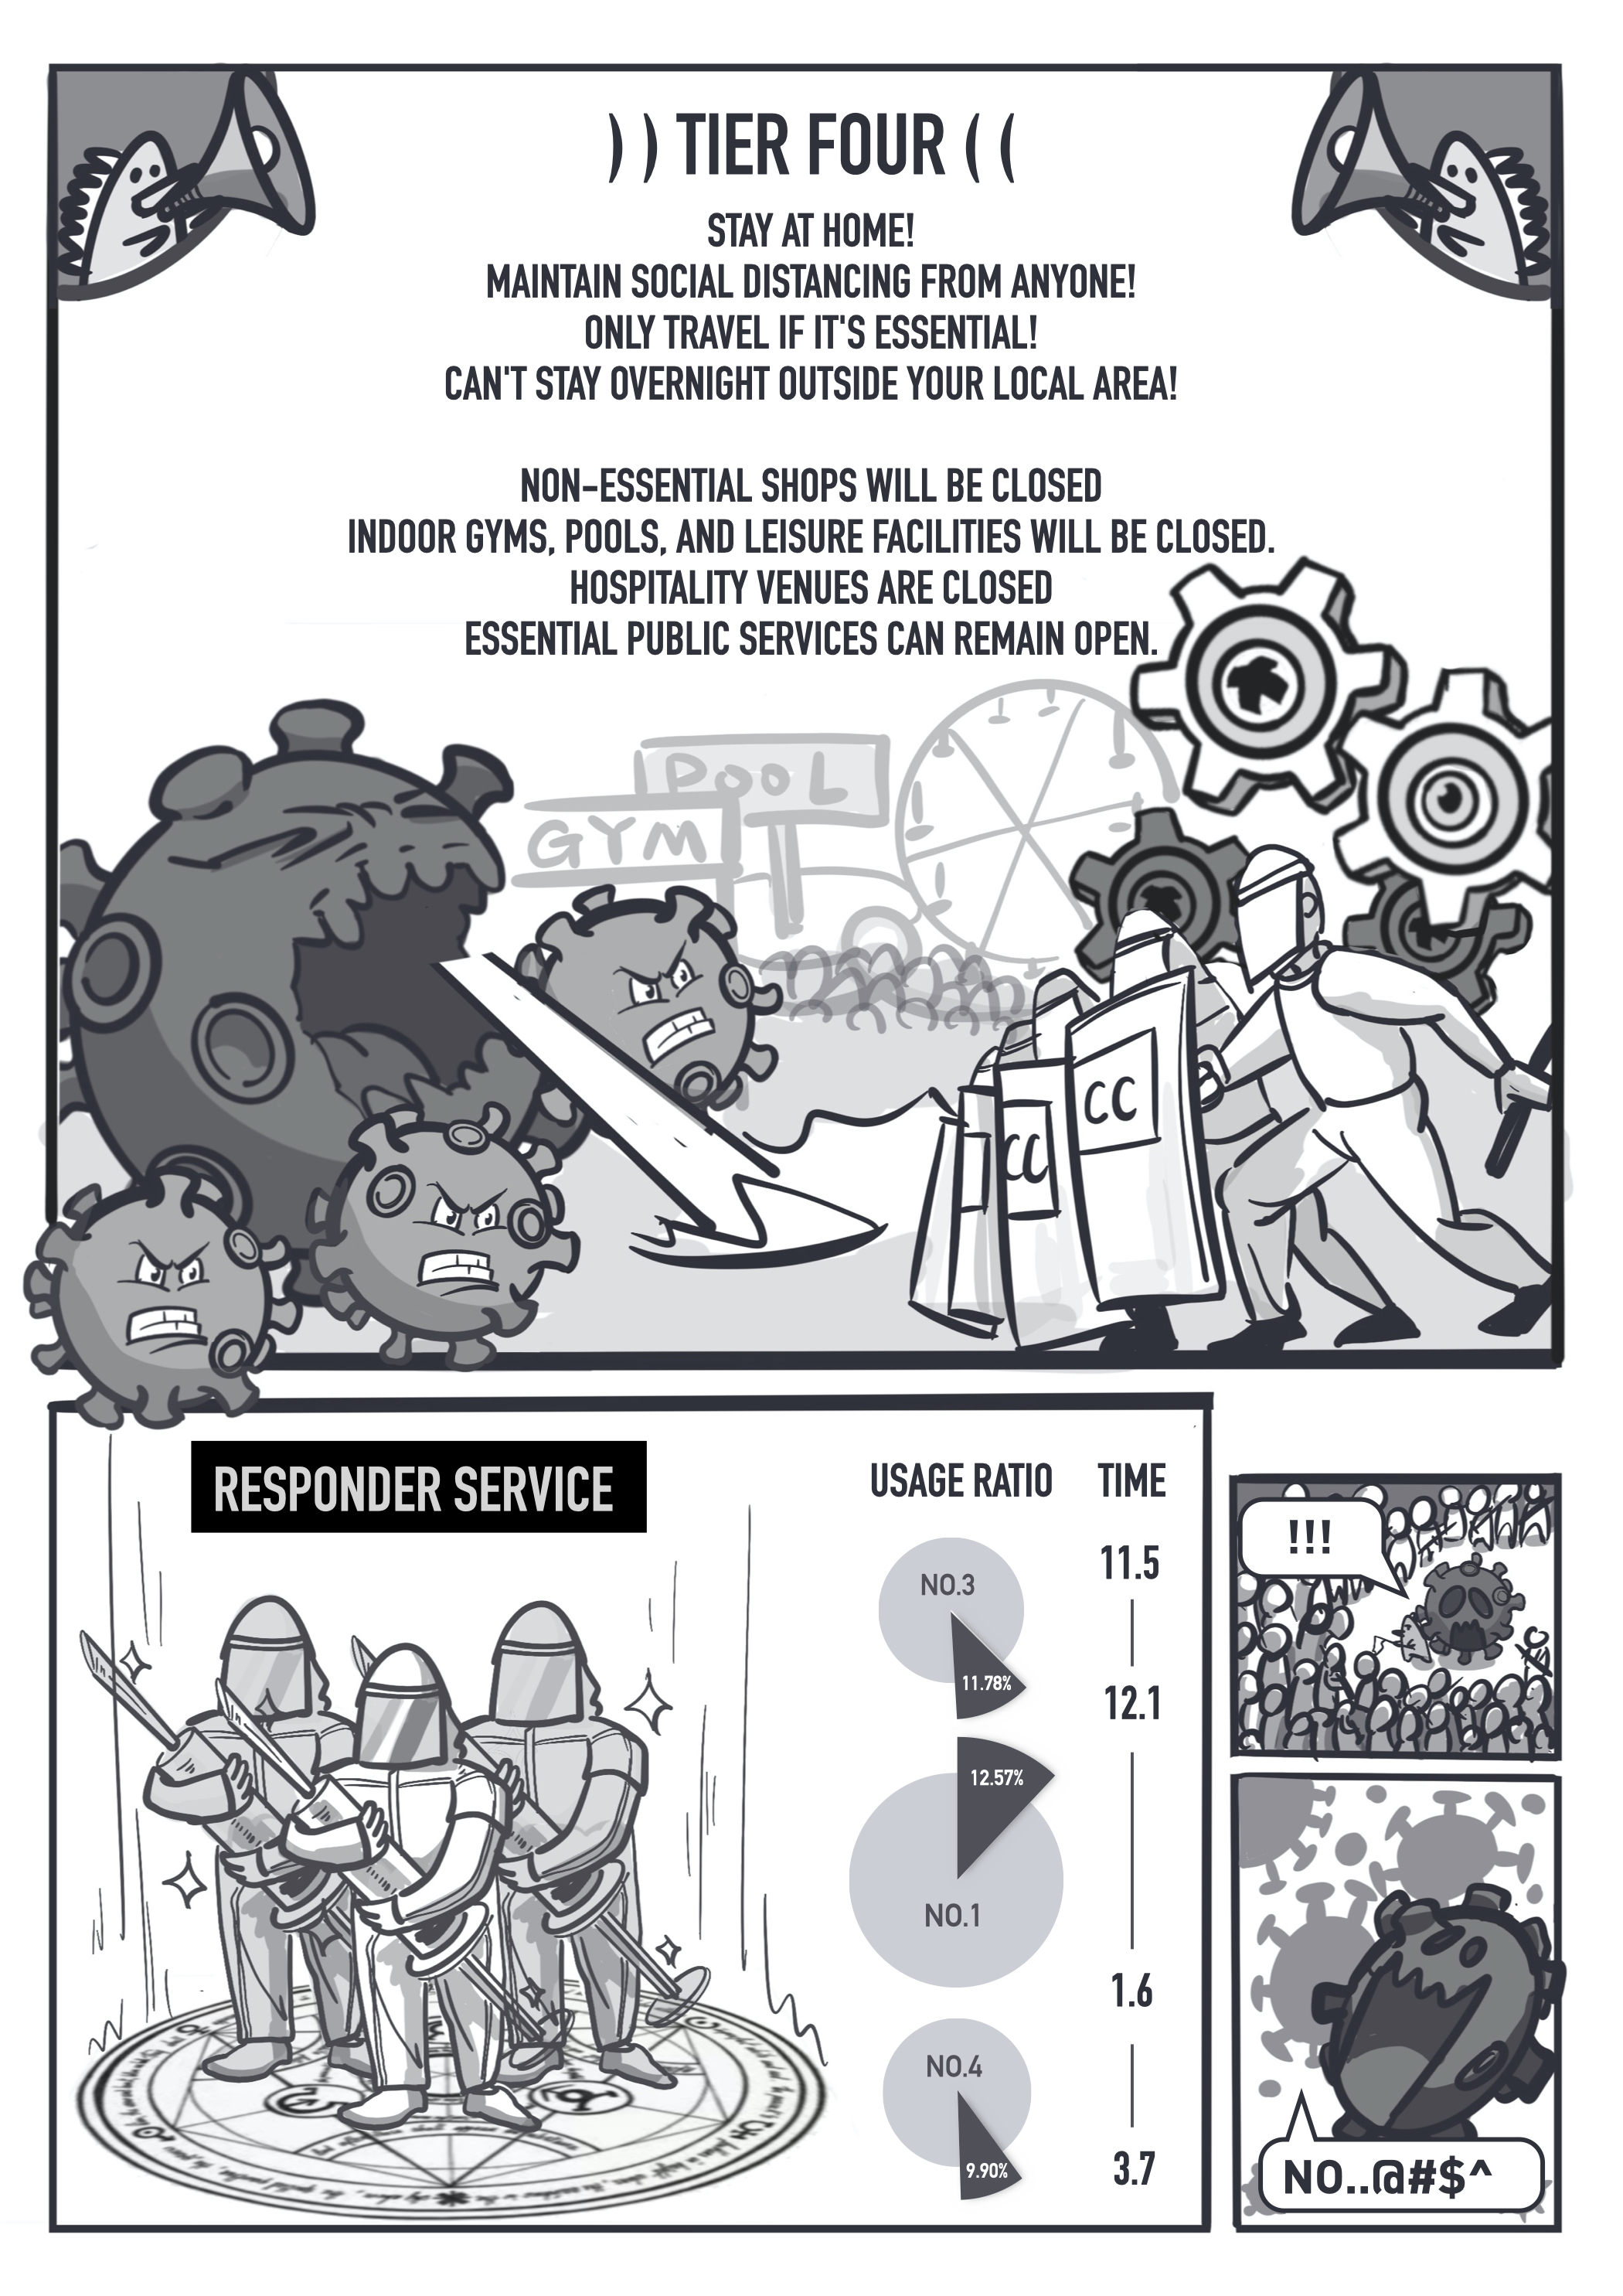 ) ) TIER FOUR ( (
STAY AT HOME!
MAINTAIN SOCIAL DISTANCING FROM ANYONE!
ONLY TRAVEL IF IT'S ESSENTIAL!
CAN'T STAY OVERNIGHT OUTSIDE YOUR LOCAL AREA!
NON-ESSENTIAL SHOPS WILL BE CLOSED
INDOOR GYMS, POOLS, AND LEISURE FACILITIES WILL BE CLOSED.
HOSPITALITY VENUES ARE CLOSED
ESSENTIAL PUBLIC SERVICES CAN REMAIN OPEN.
POOL
GYM
CC
CC
RESPONDER SERVICE
USAGE RATIO
TIME
NO.3
11.78%
11.5
12.1
12.57%
NO.1
1.6
NO.4
9.90%
3.7
!!!
NO..@#$^